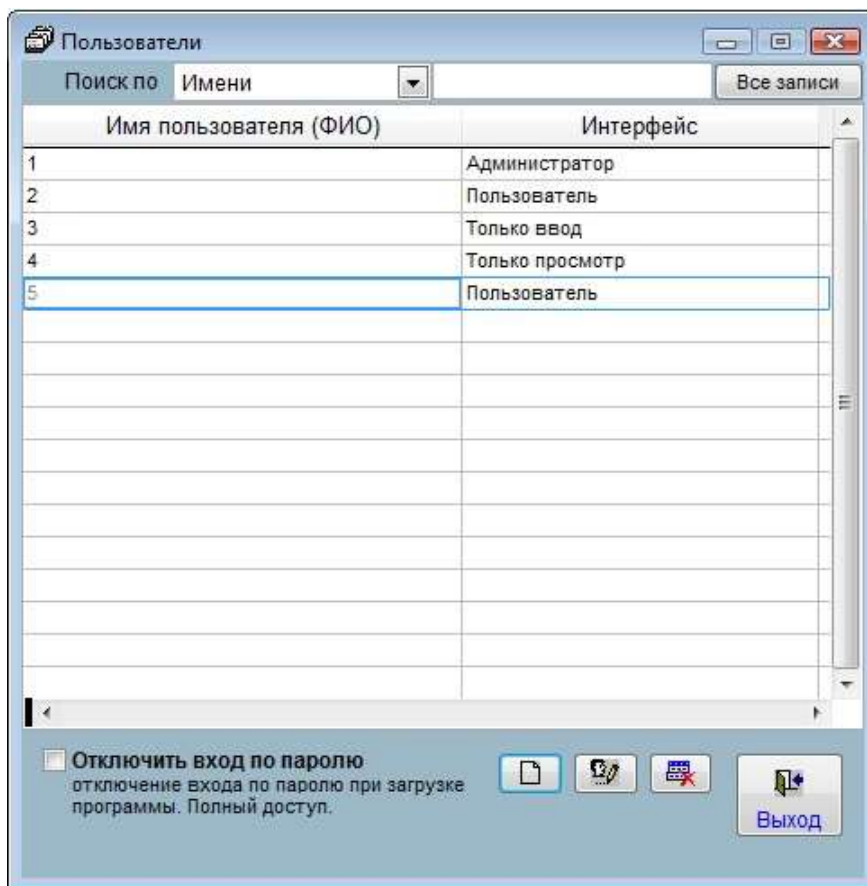 Пользователи
Поиск по Имени Все записи
Имя пользователя (ФИО) Интерфейс
1 Администратор
2 Пользователь
3 Только ввод
4 Только просмотр
5 Пользователь
Отключить вход по паролю
отключение входа по паролю при загрузке
программы. Полный доступ.
Выход